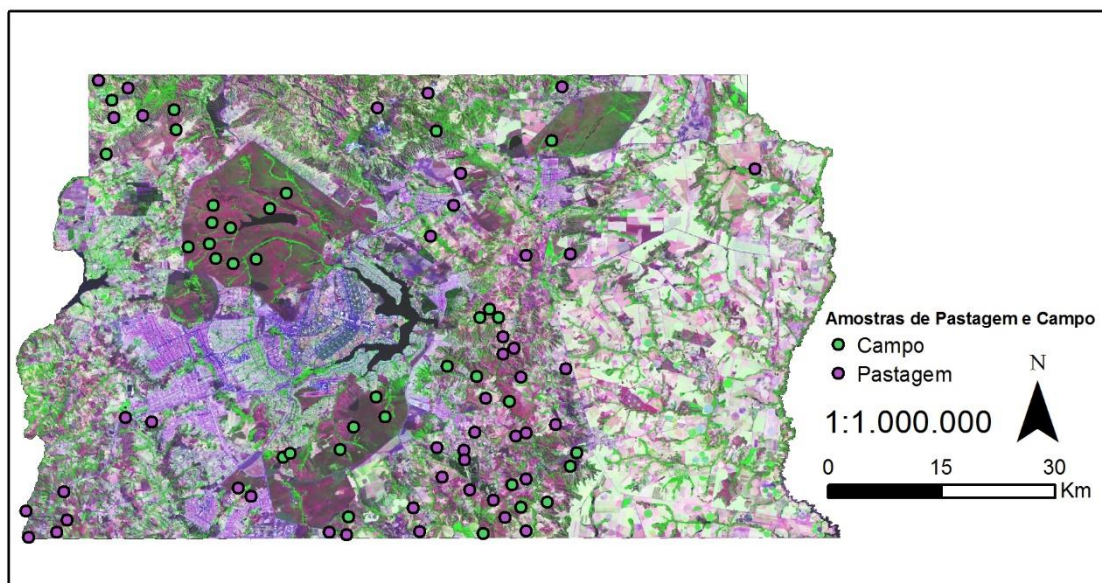 Amostras de Pastagem e Campo
Campo
Pastagem
N
1:1.000.000
0 15 30
Km